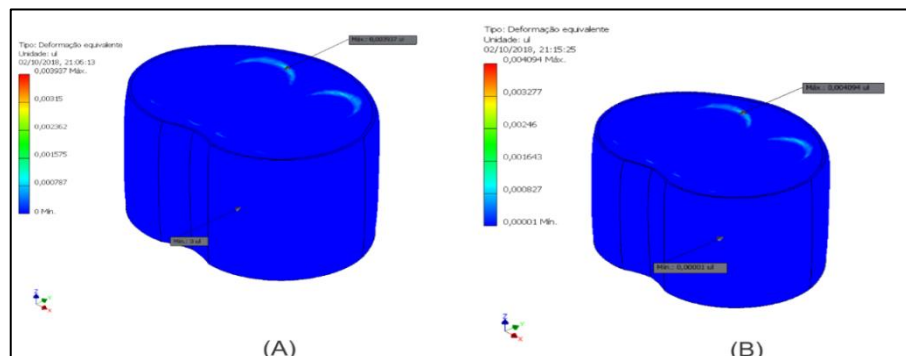 Tipo: Deformação equivalente
Unidade: ul
02/10/2018, 21:06:13
0,003937 Máx.
0,00315
0,002362
0,001575
0,000787
0 Mín.
Máx.: 0,003937 ul
Mín.: 0 ul
Z
X
(A)
Tipo: Deformação equivalente
Unidade: ul
02/10/2018, 21:15:25
0,004094 Máx.
0,003277
0,00246
0,001643
0,000827
0,00001 Mín.
Máx.: 0,004094 ul
Mín.: 0,00001 ul
Z
X
(B)